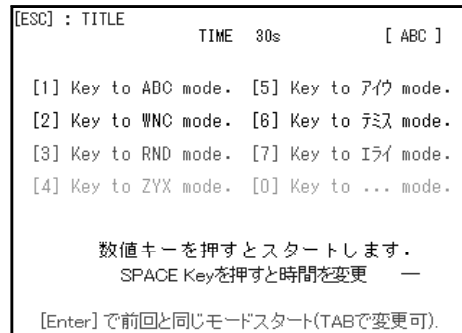 [ESC] : TITLE
TIME 30s [ ABC ]
[1] Key to ABC mode. [5] Key to アイウ mode.
[2] Key to WNC mode. [6] Key to テミス mode.
[3] Key to RND mode. [7] Key to エライ mode.
[4] Key to ZYX mode. [0] Key to ... mode.
数値キーを押すとスタートします.
SPACE Keyを押すと時間を変更 ―
[Enter] で前回と同じモードスタート(TABで変更可).